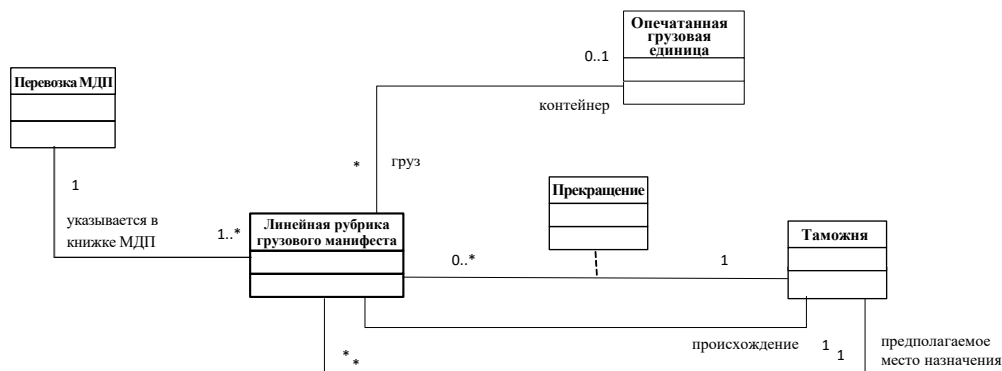 Опечатанная
грузовая
единица
0..1
Перевозка МДП
контейнер
*
груз
1
Прекращение
указывается в
книжке МДП
1..*
Линейная рубрика
грузового манифеста
Таможня
0..*
1
происхождение
1
предполагаемое
место назначения
*
*
1